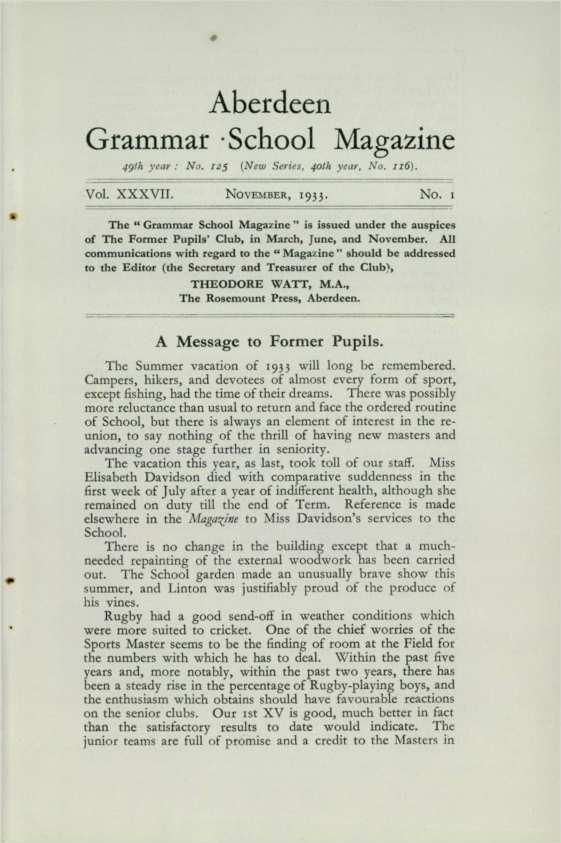 Aberdeen
Grammar · School Magazine
49th year: No. 125 (New Series, 40th year, No. 116).
Vol. XXXVII. NOVEMBER, 1933. No. 1
The " Grammar School Magazine " is issued under the auspices
of The Former Pupils' Club, in March, June, and November. All
communications with regard to the " Magazine " should be addressed
to the Editor (the Secretary and Treasurer of the Club),
THEODORE WATT, M.A.,
The Rosemount Press, Aberdeen.
A Message to Former Pupils.
The Summer vacation of 1933 will long be remembered.
Campers, hikers, and devotees of almost every form of sport,
except fishing, had the time of their dreams. There was possibly
more reluctance than usual to return and face the ordered routine
of School, but there is always an element of interest in the re-
union, to say nothing of the thrill of having new masters and
advancing one stage further in seniority.
The vacation this year, as last, took toll of our staff. Miss
Elisabeth Davidson died with comparative suddenness in the
first week of July after a year of indifferent health, although she
remained on duty till the end of Term. Reference is made
elsewhere in the Magazine to Miss Davidson's services to the
School.
There is no change in the building except that a much-
needed repainting of the external woodwork has been carried
out. The School garden made an unusually brave show this
summer, and Linton was justifiably proud of the produce of
his vines.
Rugby had a good send-off in weather conditions which
were more suited to cricket. One of the chief worries of the
Sports Master seems to be the finding of room at the Field for
the numbers with which he has to deal. Within the past five
years and, more notably, within the past two years, there has
been a steady rise in the percentage of Rugby-playing boys, and
the enthusiasm which obtains should have favourable reactions
on the senior clubs. Our 1st XV is good, much better in fact
than the satisfactory results to date would indicate. The
junior teams are full of promise and a credit to the Masters in